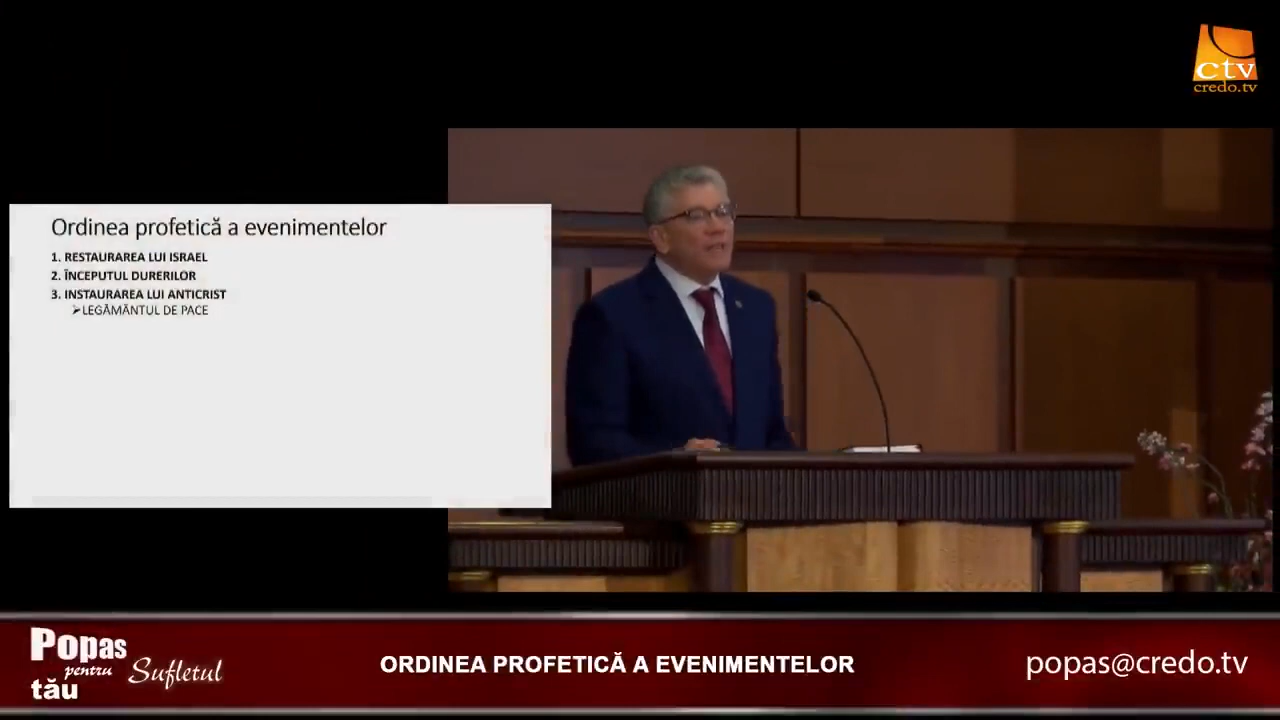 ctv
credo.tv
Ordinea profetică a evenimentelor
1. RESTAURAREA LUI ISRAEL
2. ÎNCEPUTUL DURERILOR
3. INSTAURAREA LUI ANTICRIST
➢LEGĂMÂNTUL DE PACE
Popas
pentru
tău
Sufletul
ORDINEA PROFETICĂ A EVENIMENTELOR
popas@credo.tv